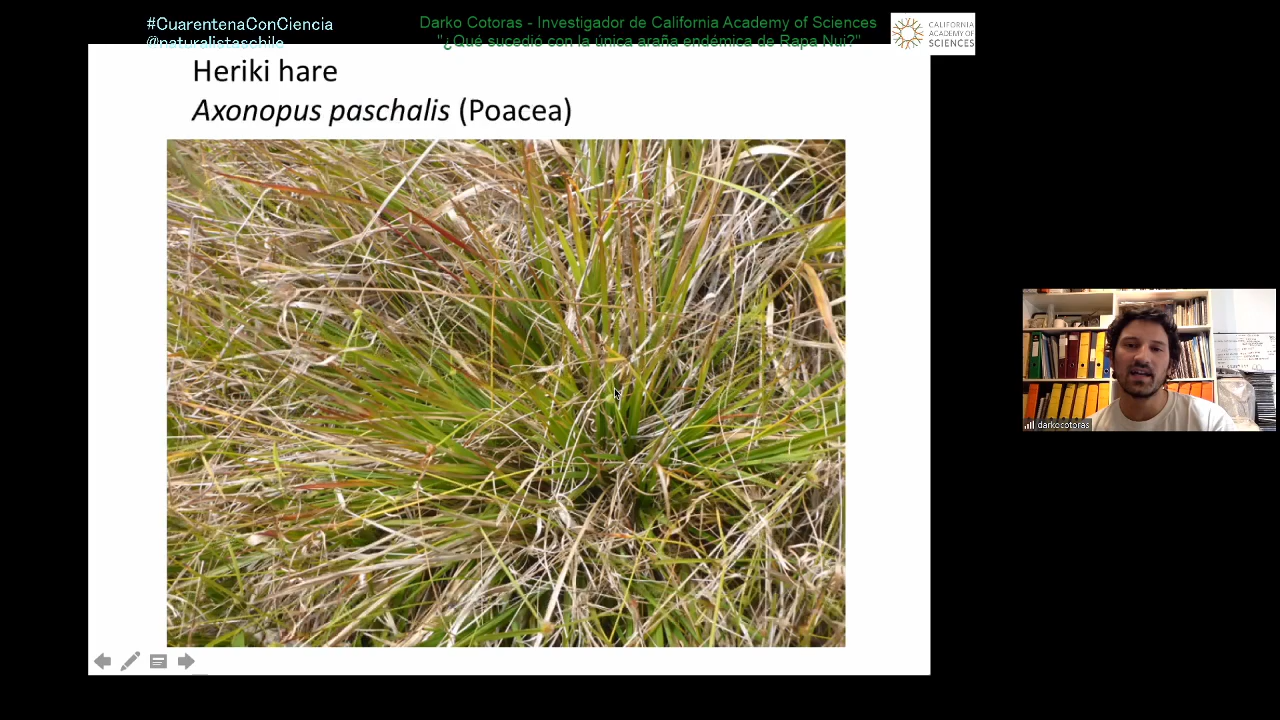 #CuarentenaConCiencia
@naturalistaschile
Darko Cotoras - Investigador de California Academy of Sciences
"¿Qué sucedió con la única araña endémica de Rapa Nui?"
CALIFORNIA
ACADEMY OF
SCIENCES
Heriki hare
Axonopus paschalis (Poacea)
darkocotoras